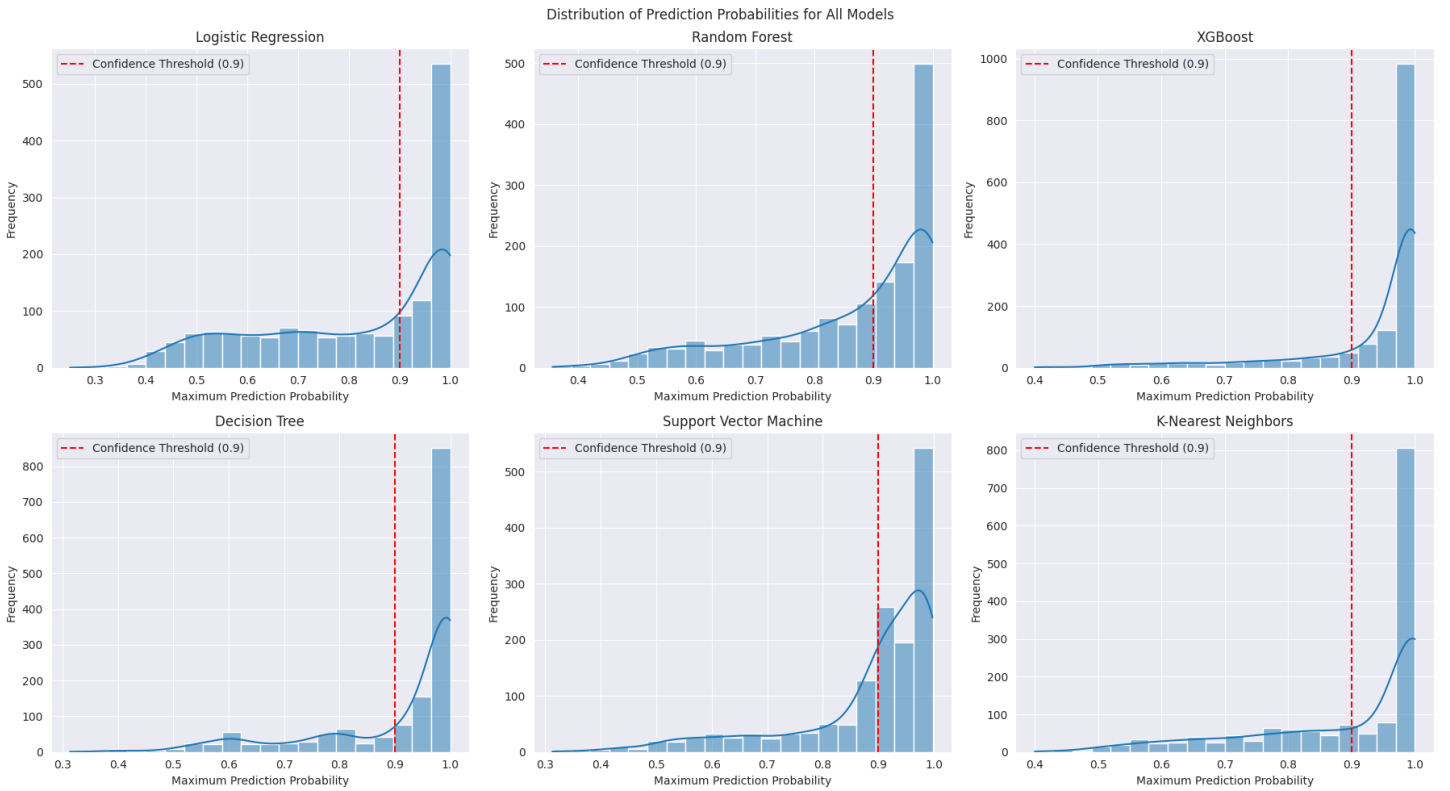 Distribution of Prediction Probabilities for All Models
Logistic Regression
Confidence Threshold (0.9)
500
400
300
200
100
0
Frequency
0.3 0.4 0.5 0.6 0.7 0.8 0.9 1.0
Maximum Prediction Probability
Random Forest
Confidence Threshold (0.9)
500
400
300
200
100
0
Frequency
0.4 0.5 0.6 0.7 0.8 0.9 1.0
Maximum Prediction Probability
XGBoost
Confidence Threshold (0.9)
1000
800
600
400
200
0
Frequency
0.4 0.5 0.6 0.7 0.8 0.9 1.0
Maximum Prediction Probability
Decision Tree
Confidence Threshold (0.9)
800
700
600
500
400
300
200
100
0
Frequency
0.3 0.4 0.5 0.6 0.7 0.8 0.9 1.0
Maximum Prediction Probability
Support Vector Machine
Confidence Threshold (0.9)
500
400
300
200
100
0
Frequency
0.3 0.4 0.5 0.6 0.7 0.8 0.9 1.0
Maximum Prediction Probability
K-Nearest Neighbors
Confidence Threshold (0.9)
800
700
600
500
400
300
200
100
0
Frequency
0.4 0.5 0.6 0.7 0.8 0.9 1.0
Maximum Prediction Probability